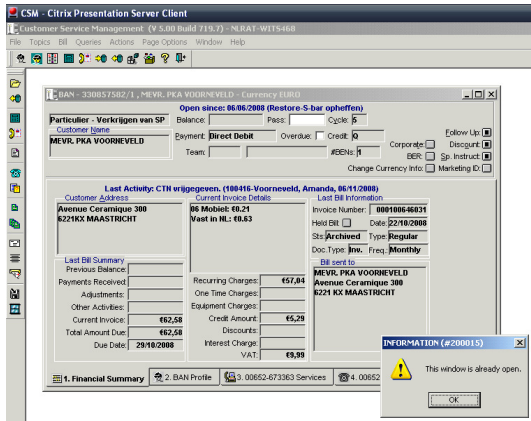 CSM - Citrix Presentation Server Client
Customer Service Management (V 5.00 Build 719.7) - NLRAT-WITS468
File Topics Bill Queries Actions Page Options Window Help
BAN - 330857582/1 , MEVR. PKA VOORNEVELD - Currency EURO
Open since: 06/06/2008 (Restore-S-bar opheffen)
Particulier - Verkrijgen van SP Balance: Pass: Cycle: 5
Customer Name
MEVR. PKA VOORNEVELD
Payment: Direct Debit Overdue: Credit: Q
Team: #BENs: 1
Follow Up:
Corporate: Discount:
BER: Sp. Instruct:
Change Currency Info: Marketing ID:
Last Activity: CTN vrijgegeven. (100416-Voorneveld, Amanda, 06/11/2008)
Customer Address
Avenue Ceramique 300
6221KX MAASTRICHT
Current Invoice Details
06 Mobiel: €0.21
Vast in NL: €0.63
Last Bill Information
Invoice Number: 000100646031
Held Bill: Date: 22/10/2008
Sts: Archived Type: Regular
Doc.Type: Inv. Freq.: Monthly
Last Bill Summary
Previous Balance:
Payments Received:
Adjustments:
Other Activities:
Current Invoice: €62,58
Total Amount Due: €62,58
Due Date: 29/10/2008
Recurring Charges: €57,04
One Time Charges:
Equipment Charges:
Credit Amount: €5,29
Discounts:
Interest Charge:
VAT: €9,99
Bill sent to
MEVR. PKA VOORNEVELD
Avenue Ceramique 300
6221 KX MAASTRICHT
1. Financial Summary 2. BAN Profile 3. 00652-673363 Services 4. 00652
INFORMATION (#200015)
This window is already open.
OK